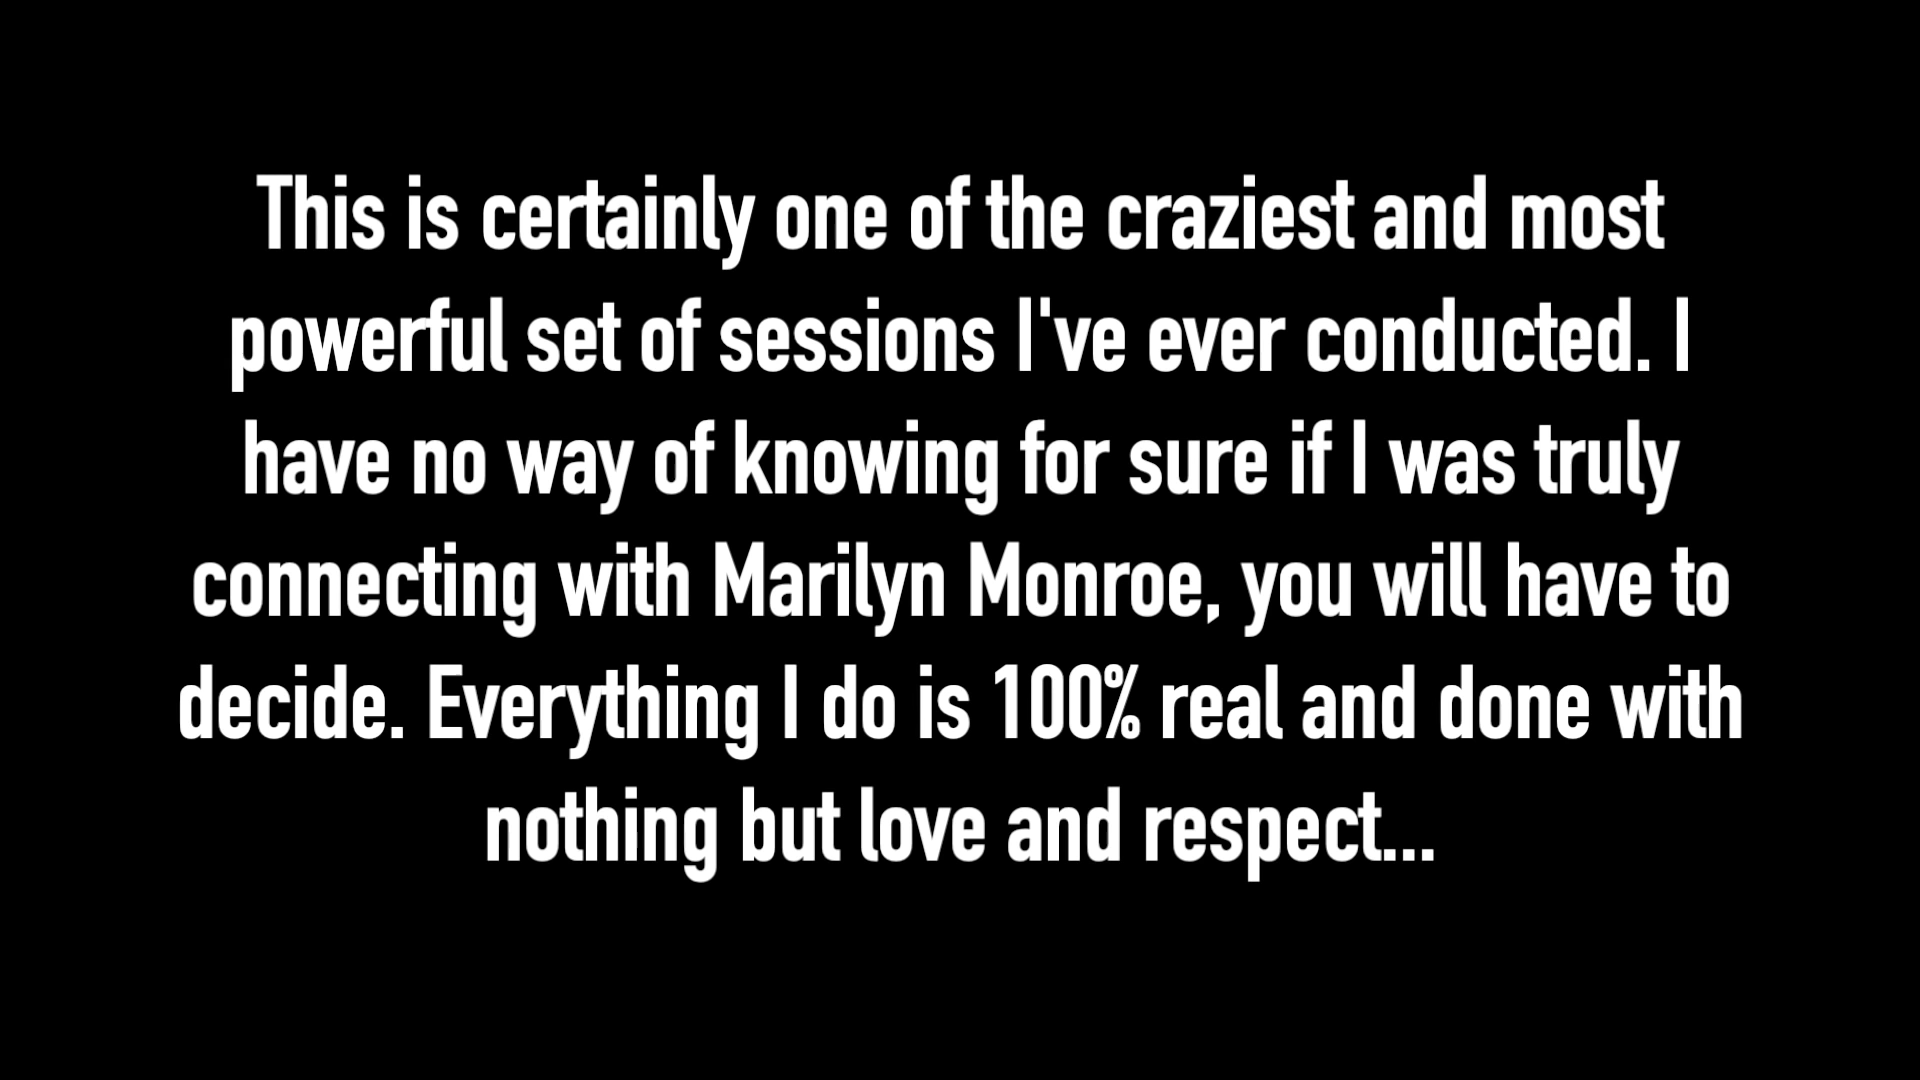 This is certainly one of the craziest and most
powerful set of sessions I've ever conducted. I
have no way of knowing for sure if I was truly
connecting with Marilyn Monroe, you will have to
decide. Everything I do is 100% real and done with
nothing but love and respect...